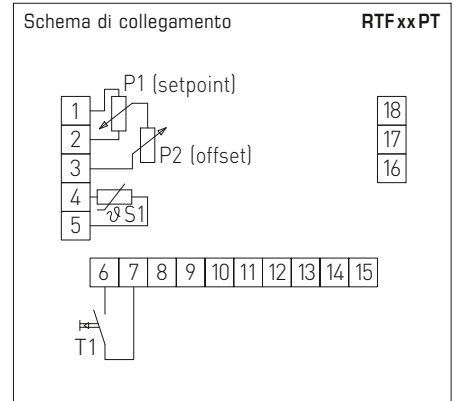 Schema di collegamento RTF xx PT
P1 (setpoint)
1
18
2
17
P2 (offset)
3
16
4
ϑ S1
5
6 7 8 9 10 11 12 13 14 15
T1